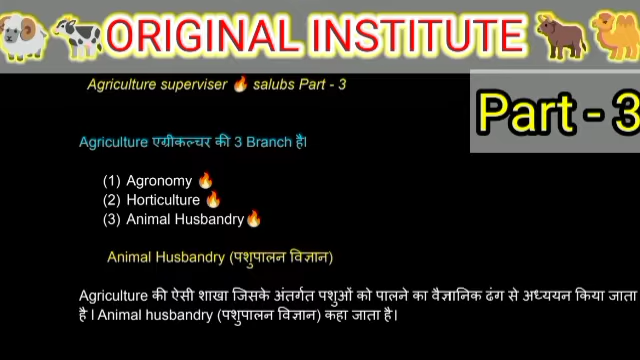 ORIGINAL INSTITUTE
Agriculture superviser 🔥 salubs Part - 3
Part - 3
Agriculture एग्रीकल्चर की 3 Branch है।
(1) Agronomy 🔥
(2) Horticulture 🔥
(3) Animal Husbandry🔥
Animal Husbandry (पशुपालन विज्ञान)
Agriculture की ऐसी शाखा जिसके अंतर्गत पशुओं को पालने का वैज्ञानिक ढंग से अध्ययन किया जाता
है । Animal husbandry (पशुपालन विज्ञान) कहा जाता है।